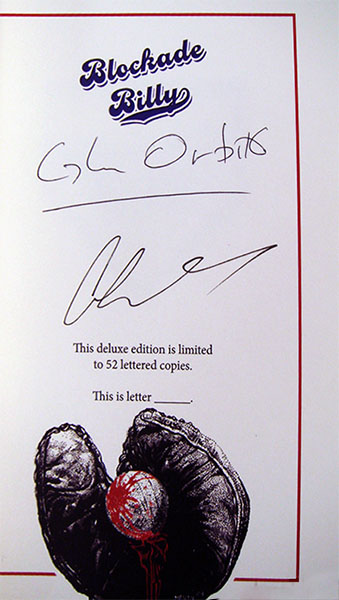 Blockade
Billy
Glen Orbik
This deluxe edition is limited
to 52 lettered copies.
This is letter ______.